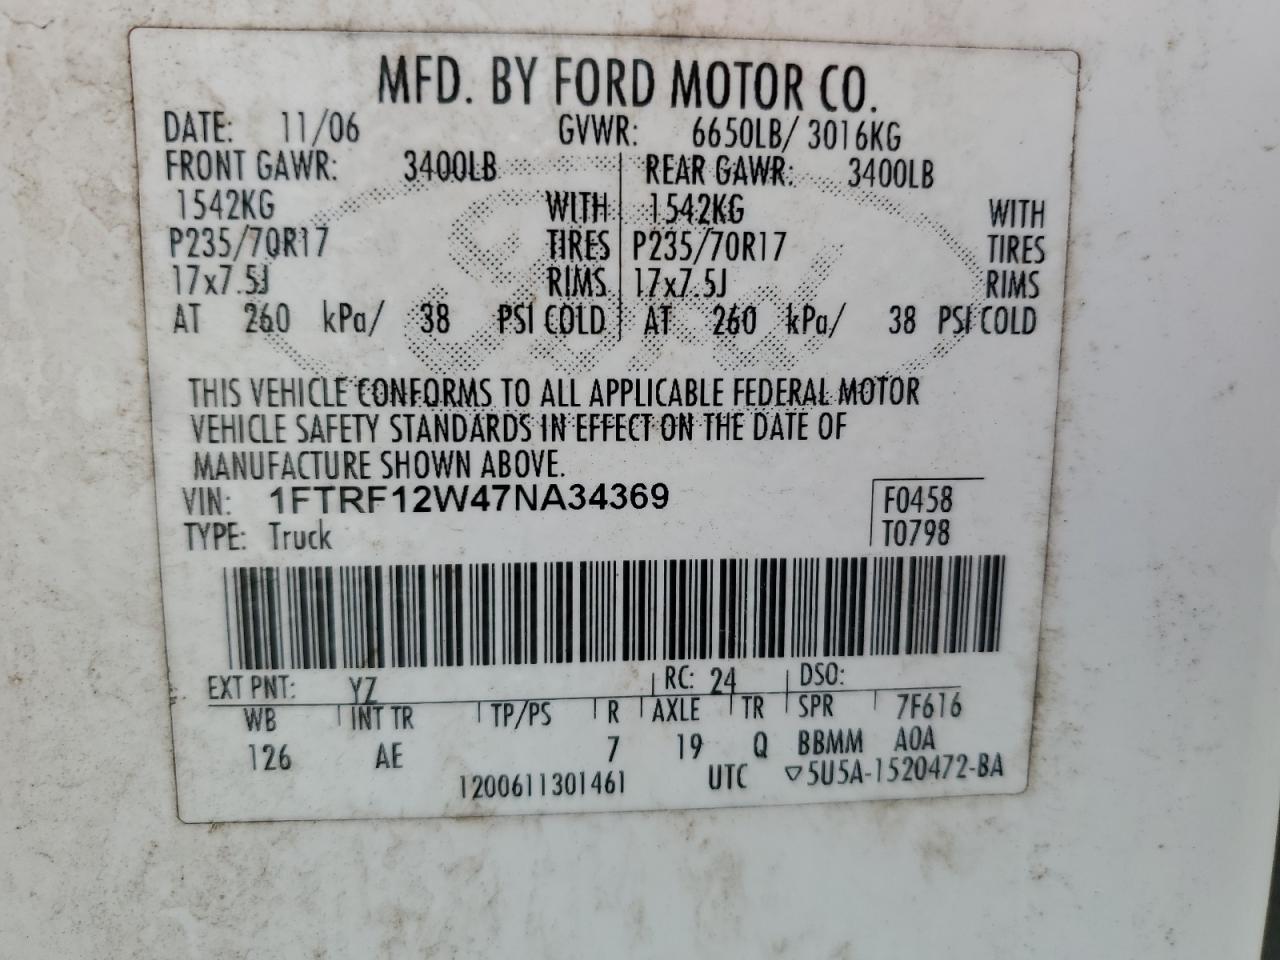 MFD. BY FORD MOTOR CO.
DATE: 11/06 GVWR: 6650LB/ 3016KG
FRONT GAWR: 3400LB REAR GAWR: 3400LB
1542KG WITH 1542KG WITH
P235/70R17 TIRES P235/70R17 TIRES
17x7.5J RIMS 17x7.5J RIMS
AT 260 kPa/ 38 PSI COLD AT 260 kPa/ 38 PSI COLD
THIS VEHICLE CONFORMS TO ALL APPLICABLE FEDERAL MOTOR
VEHICLE SAFETY STANDARDS IN EFFECT ON THE DATE OF
MANUFACTURE SHOWN ABOVE.
VIN: 1FTRF12W47NA34369 F0458
TYPE: Truck T0798
EXT PNT: YZ RC: 24 DSO:
WB INT TR TP/PS R AXLE TR SPR 7F616
126 AE 7 19 Q BBMM A0A
1200611301461 UTC ▽5U5A-1520472-BA